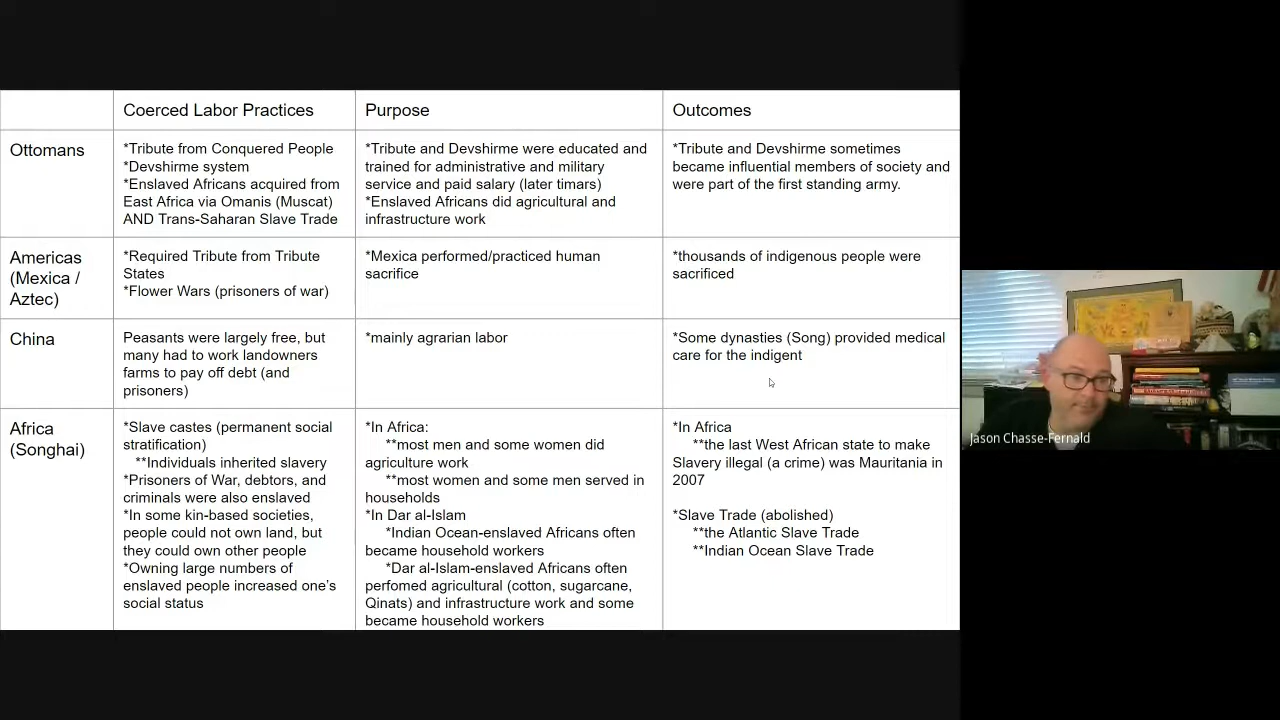 Coerced Labor Practices
Purpose
Outcomes
Ottomans
*Tribute from Conquered People
*Devshirme system
*Enslaved Africans acquired from
East Africa via Omanis (Muscat)
AND Trans-Saharan Slave Trade
*Tribute and Devshirme were educated and
trained for administrative and military
service and paid salary (later timars)
*Enslaved Africans did agricultural and
infrastructure work
*Tribute and Devshirme sometimes
became influential members of society and
were part of the first standing army.
Americas
(Mexica /
Aztec)
*Required Tribute from Tribute
States
*Flower Wars (prisoners of war)
*Mexica performed/practiced human
sacrifice
*thousands of indigenous people were
sacrificed
China
Peasants were largely free, but
many had to work landowners
farms to pay off debt (and
prisoners)
*mainly agrarian labor
*Some dynasties (Song) provided medical
care for the indigent
Africa
(Songhai)
*Slave castes (permanent social
stratification)
**Individuals inherited slavery
*Prisoners of War, debtors, and
criminals were also enslaved
*In some kin-based societies,
people could not own land, but
they could own other people
*Owning large numbers of
enslaved people increased one's
social status
*In Africa:
**most men and some women did
agriculture work
**most women and some men served in
households
*In Dar al-Islam
*Indian Ocean-enslaved Africans often
became household workers
*Dar al-Islam-enslaved Africans often
perfomed agricultural (cotton, sugarcane,
Qinats) and infrastructure work and some
became household workers
*In Africa
**the last West African state to make
Slavery illegal (a crime) was Mauritania in
2007
*Slave Trade (abolished)
**the Atlantic Slave Trade
**Indian Ocean Slave Trade
Jason Chasse-Fernald